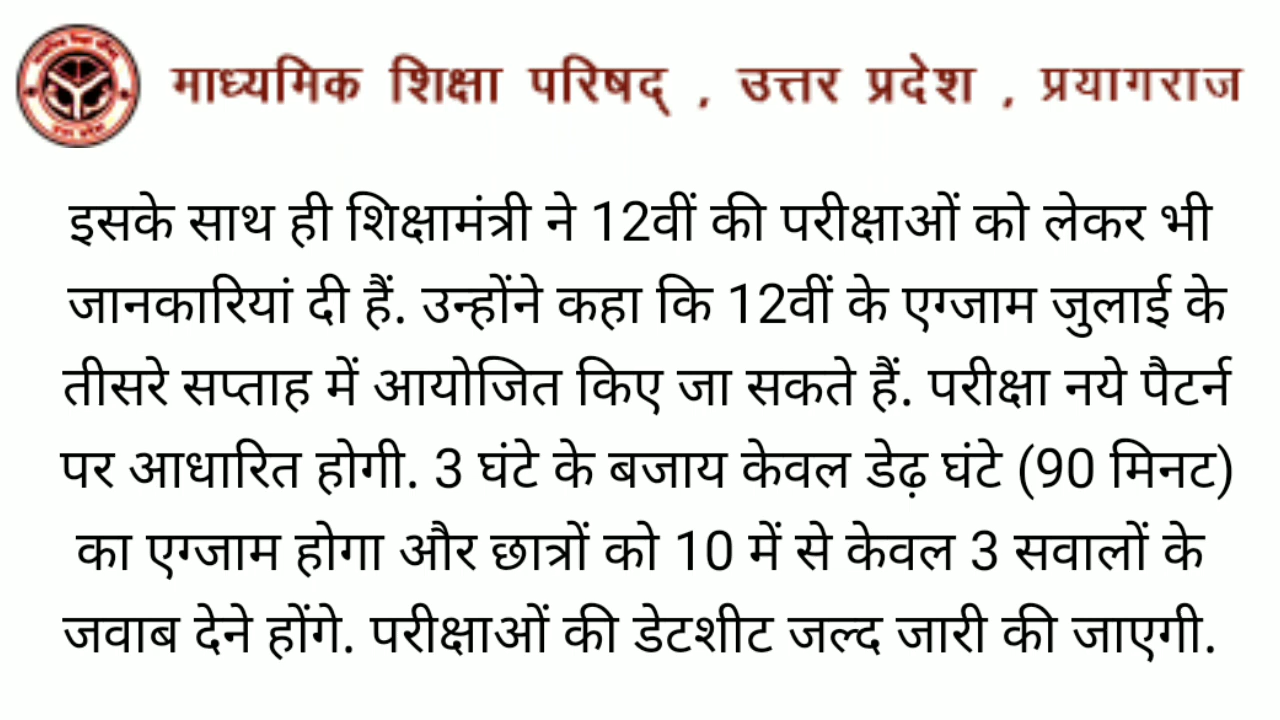 माध्यमिक शिक्षा परिषद् , उत्तर प्रदेश , प्रयागराज
इसके साथ ही शिक्षामंत्री ने 12वीं की परीक्षाओं को लेकर भी
जानकारियां दी हैं. उन्होंने कहा कि 12वीं के एग्जाम जुलाई के
तीसरे सप्ताह में आयोजित किए जा सकते हैं. परीक्षा नये पैटर्न
पर आधारित होगी. 3 घंटे के बजाय केवल डेढ़ घंटे (90 मिनट)
का एग्जाम होगा और छात्रों को 10 में से केवल 3 सवालों के
जवाब देने होंगे. परीक्षाओं की डेटशीट जल्द जारी की जाएगी.